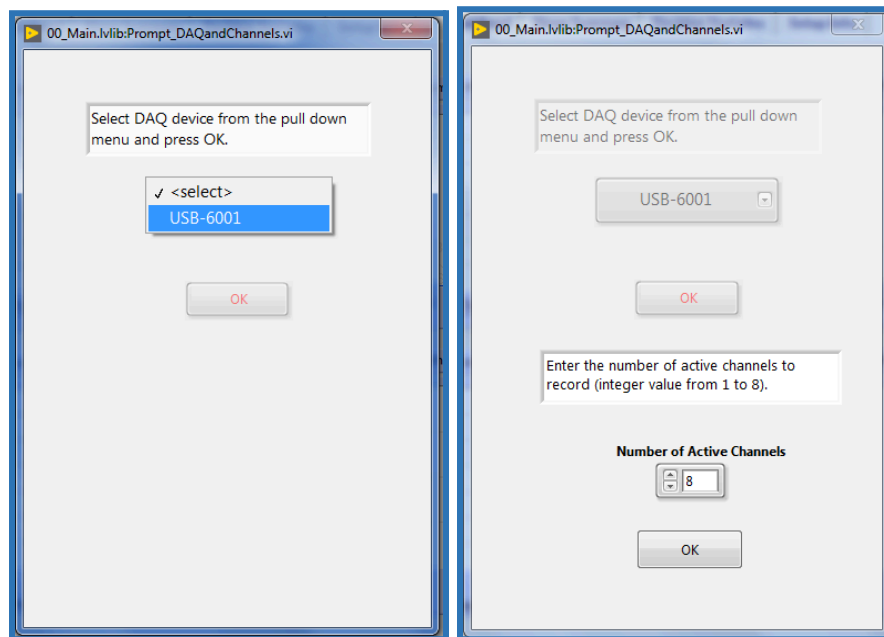 00_Main.lvlib:Prompt_DAQandChannels.vi
Select DAQ device from the pull down
menu and press OK.
✓ <select>
USB-6001
OK
00_Main.lvlib:Prompt_DAQandChannels.vi
Select DAQ device from the pull down
menu and press OK.
USB-6001
OK
Enter the number of active channels to
record (integer value from 1 to 8).
Number of Active Channels
8
OK